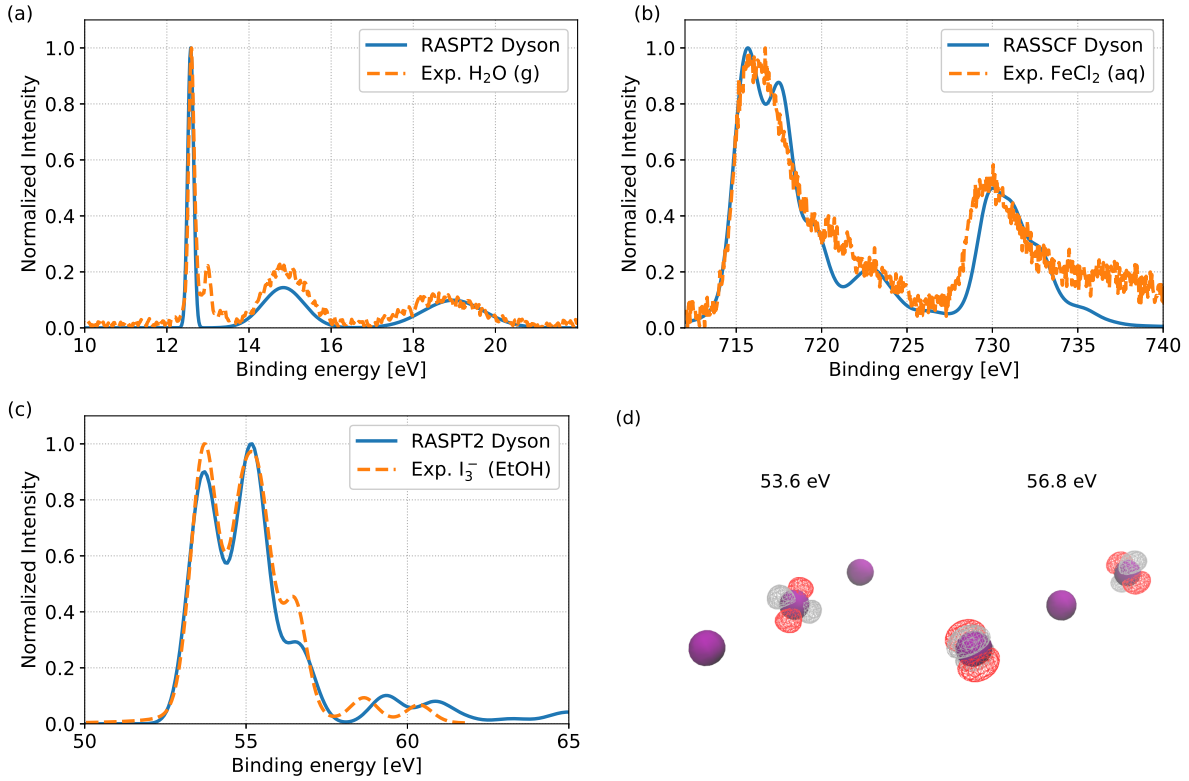 (a)
1.0
0.8
0.6
0.4
0.2
0.0
Normalized Intensity
RASPT2 Dyson
Exp. H₂O (g)
10 12 14 16 18 20
Binding energy [eV]
(b)
1.0
0.8
0.6
0.4
0.2
0.0
Normalized Intensity
RASSCF Dyson
Exp. FeCl₂ (aq)
715 720 725 730 735 740
Binding energy [eV]
(c)
1.0
0.8
0.6
0.4
0.2
0.0
Normalized Intensity
RASPT2 Dyson
Exp. I₃⁻ (EtOH)
50 55 60 65
Binding energy [eV]
(d)
53.6 eV 56.8 eV